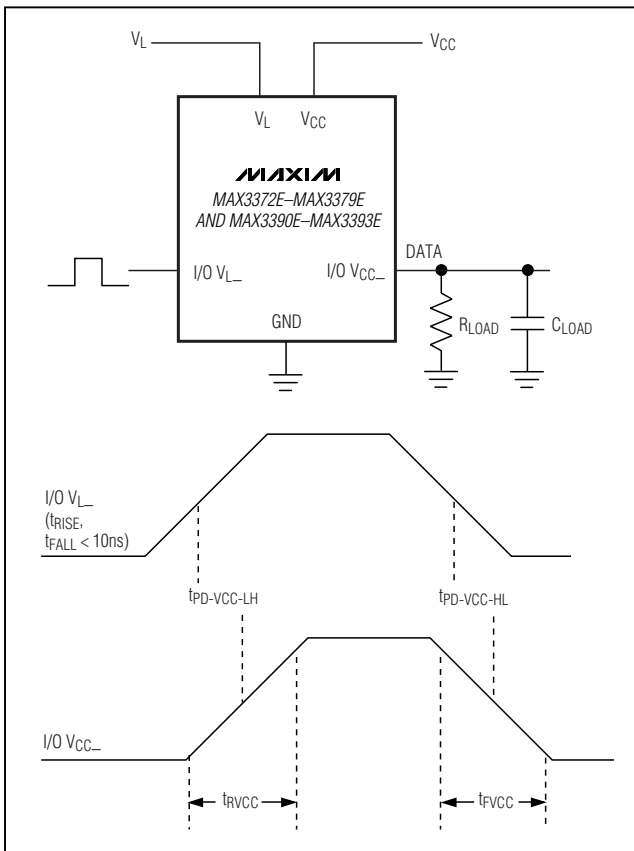 VL VCC
VL VCC
MAXIM
MAX3372E–MAX3379E
AND MAX3390E–MAX3393E
DATA
I/O VL_ I/O VCC_
RLOAD CLOAD
GND
I/O VL_
(tRISE,
tFALL < 10ns)
tPD-VCC-LH tPD-VCC-HL
I/O VCC_
tRVCC tFVCC